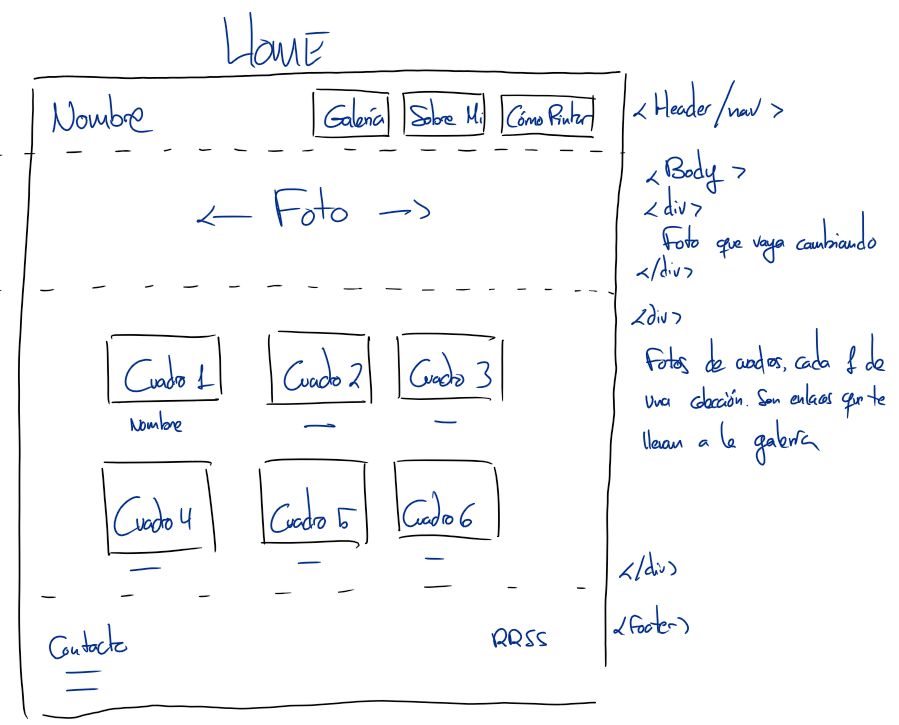 HOME
Nombre
Galería
Sobre Mi
Cómo Pintar
<Header/nav>
<Body>
<div>
← Foto →
Foto que vaya cambiando
</div>
<div>
Cuadro 1
Cuadro 2
Cuadro 3
Nombre
Fotos de cuadros, cada 1 de
una colección. Son enlaces que te
llevan a la galería
Cuadro 4
Cuadro 5
Cuadro 6
</div>
Contacto
RRSS
<Footer>